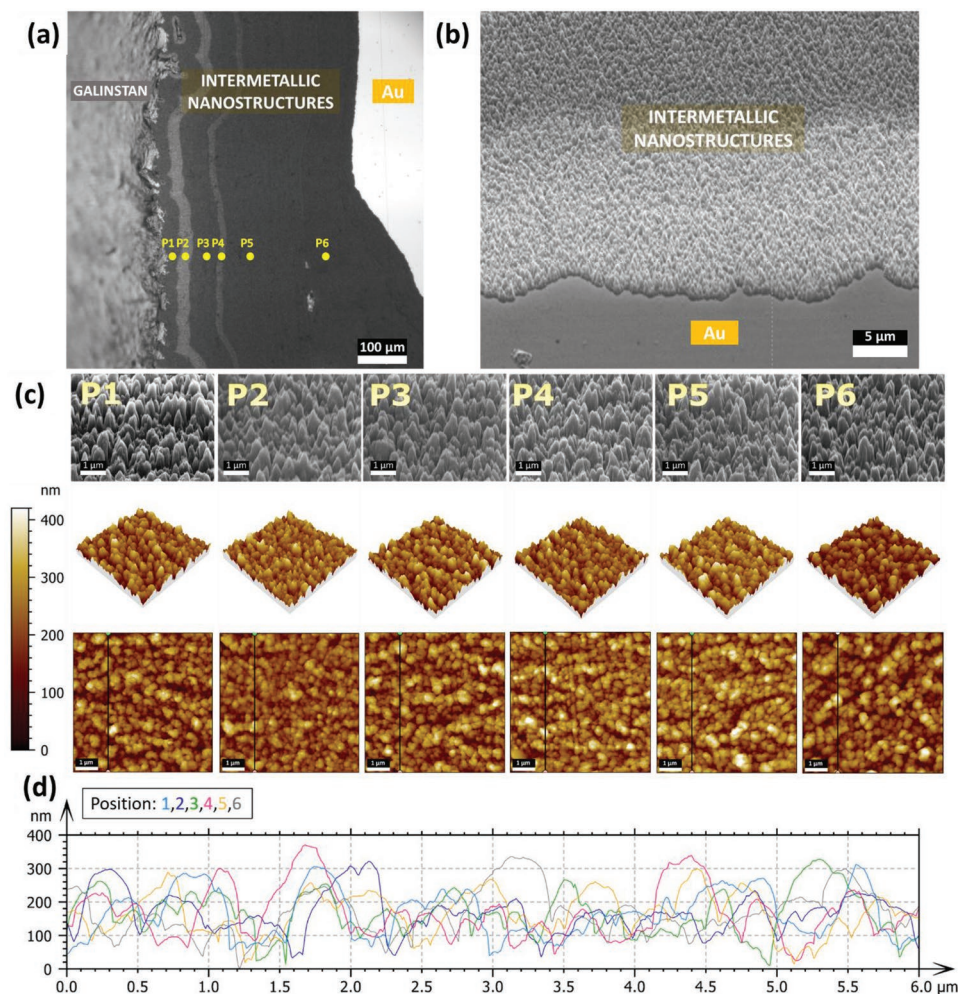 (a)
GALINSTAN
INTERMETALLIC
NANOSTRUCTURES
Au
P1 P2 P3 P4 P5 P6
100 µm
(b)
INTERMETALLIC
NANOSTRUCTURES
Au
5 µm
(c)
P1 P2 P3 P4 P5 P6
1 µm 1 µm 1 µm 1 µm 1 µm 1 µm
nm
400
300
200
100
0
1 µm 1 µm 1 µm 1 µm 1 µm 1 µm
(d)
Position: 1,2,3,4,5,6
nm
400
300
200
100
0
0.0 0.5 1.0 1.5 2.0 2.5 3.0 3.5 4.0 4.5 5.0 5.5 6.0 µm